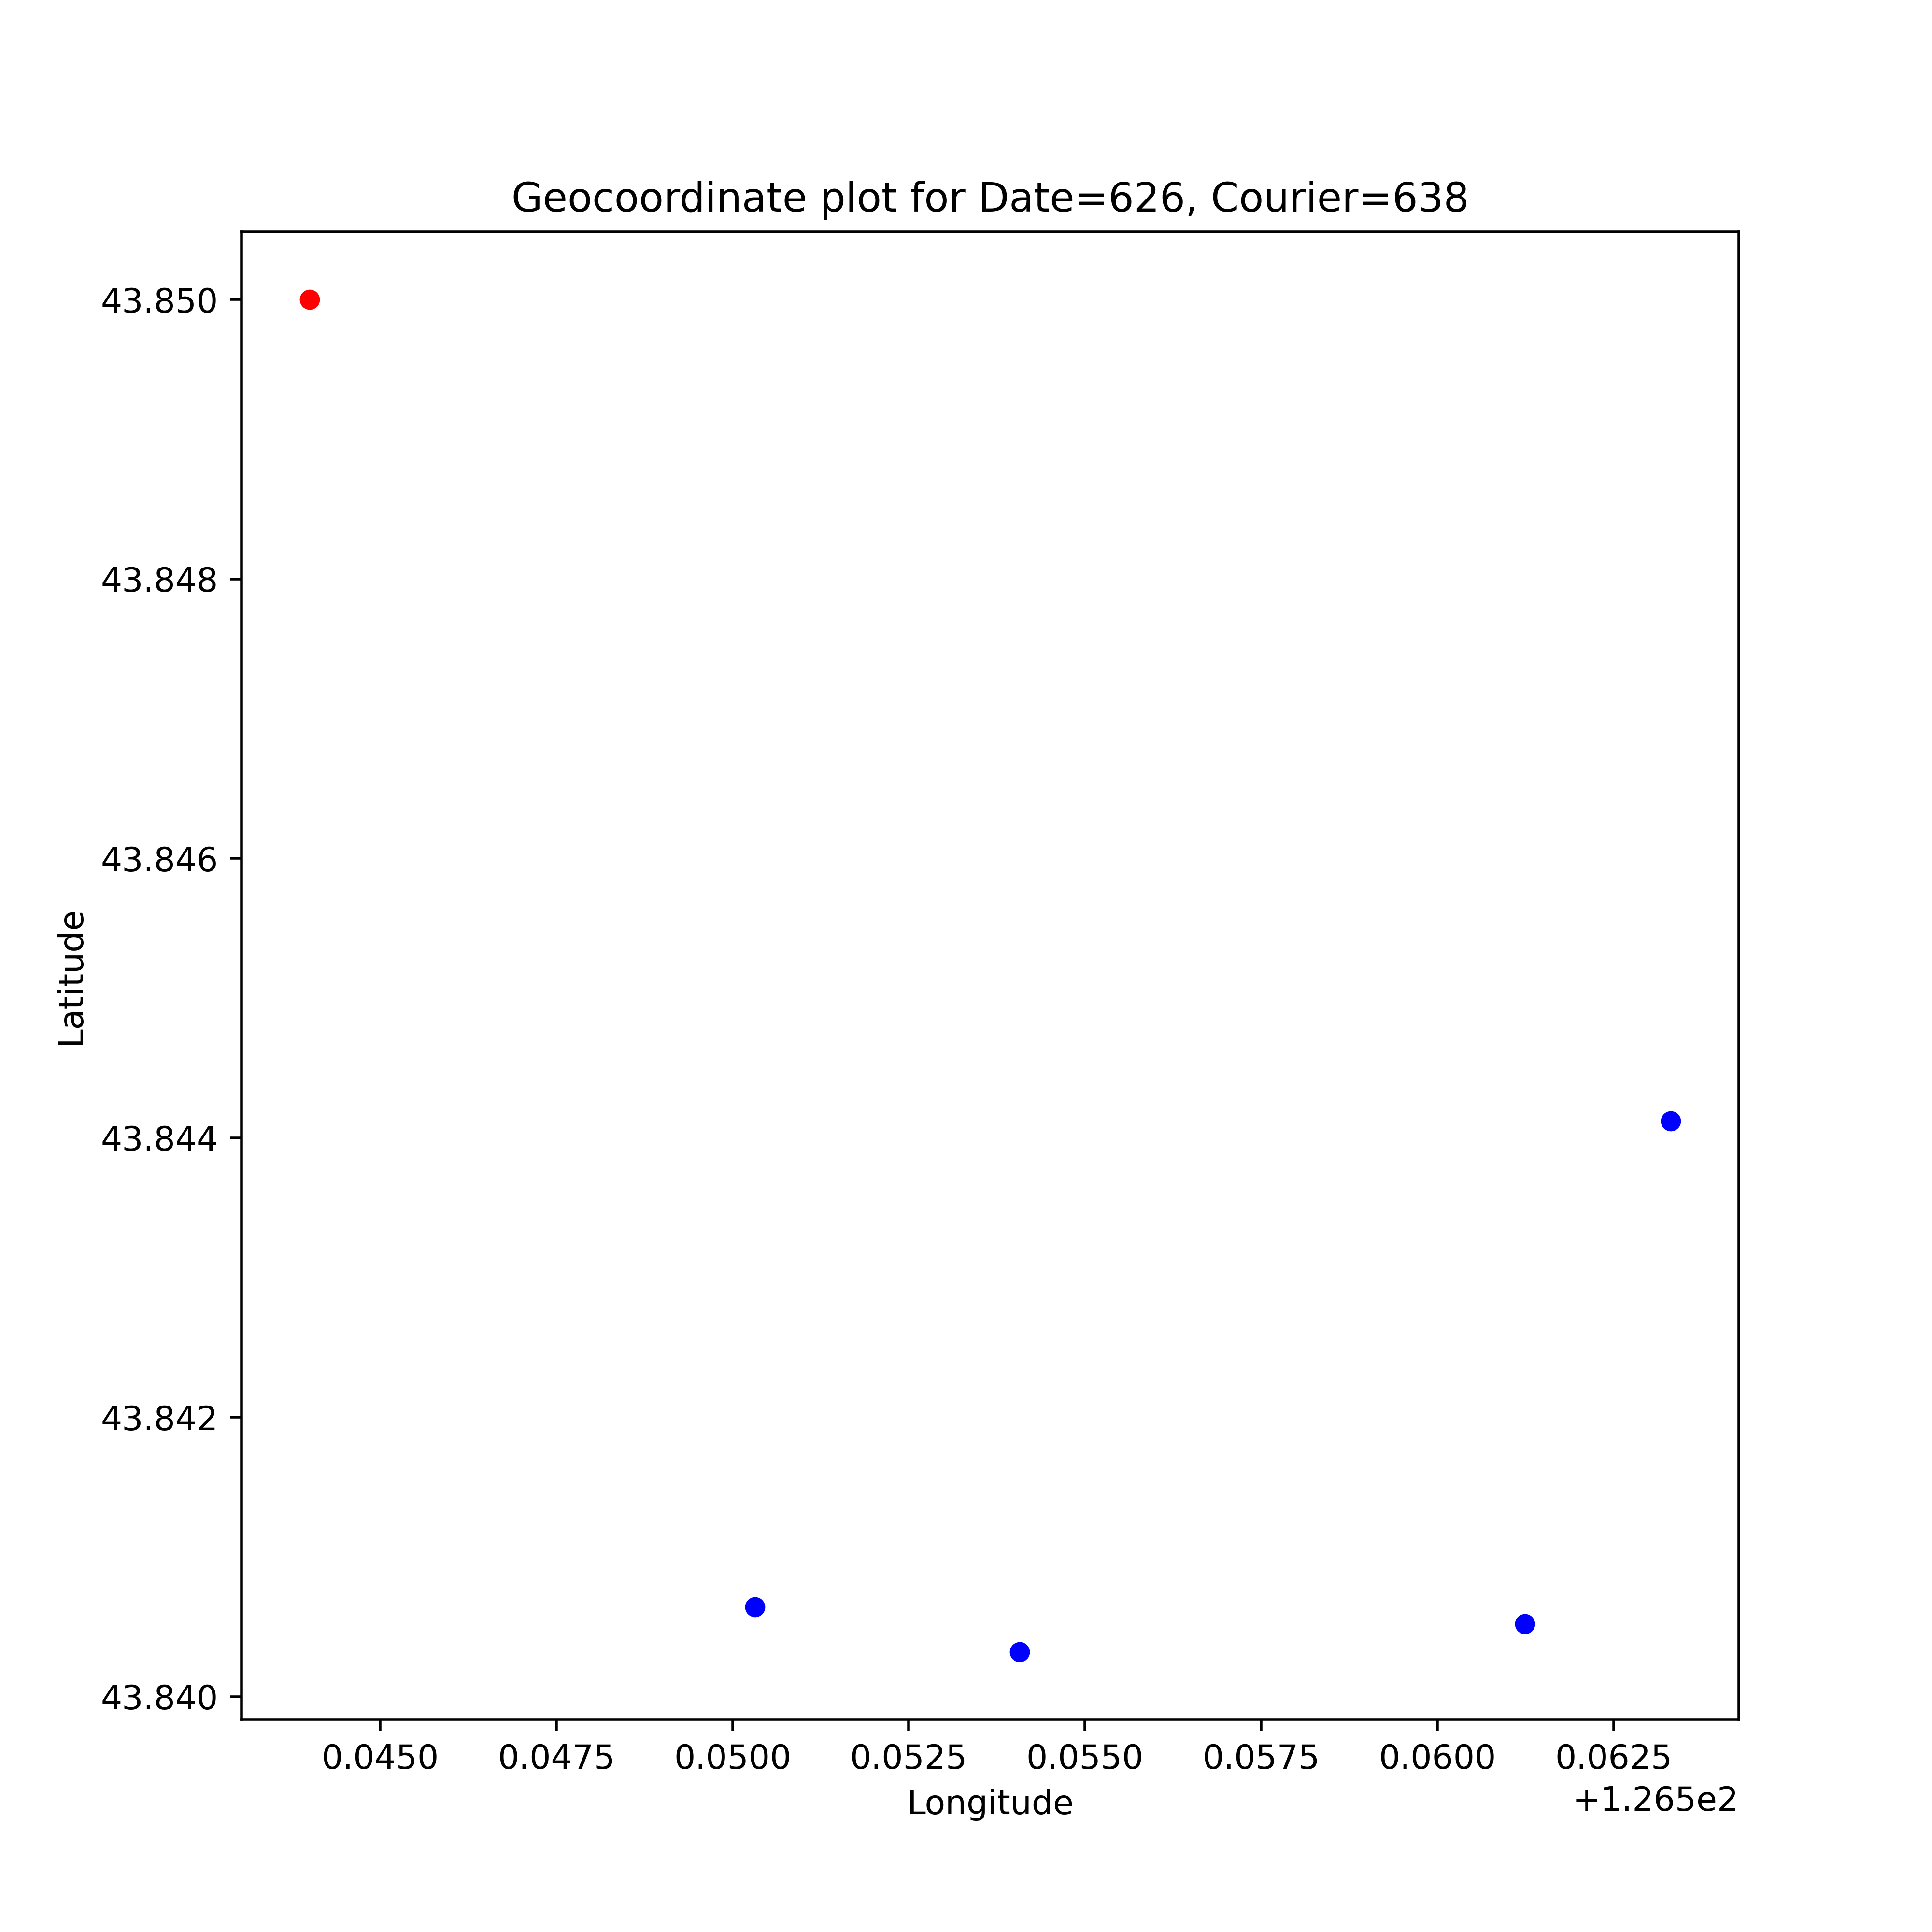 Geocoordinate plot for Date=626, Courier=638
43.850
43.848
43.846
43.844
43.842
43.840
Latitude
0.0450 0.0475 0.0500 0.0525 0.0550 0.0575 0.0600 0.0625
+1.265e2
Longitude